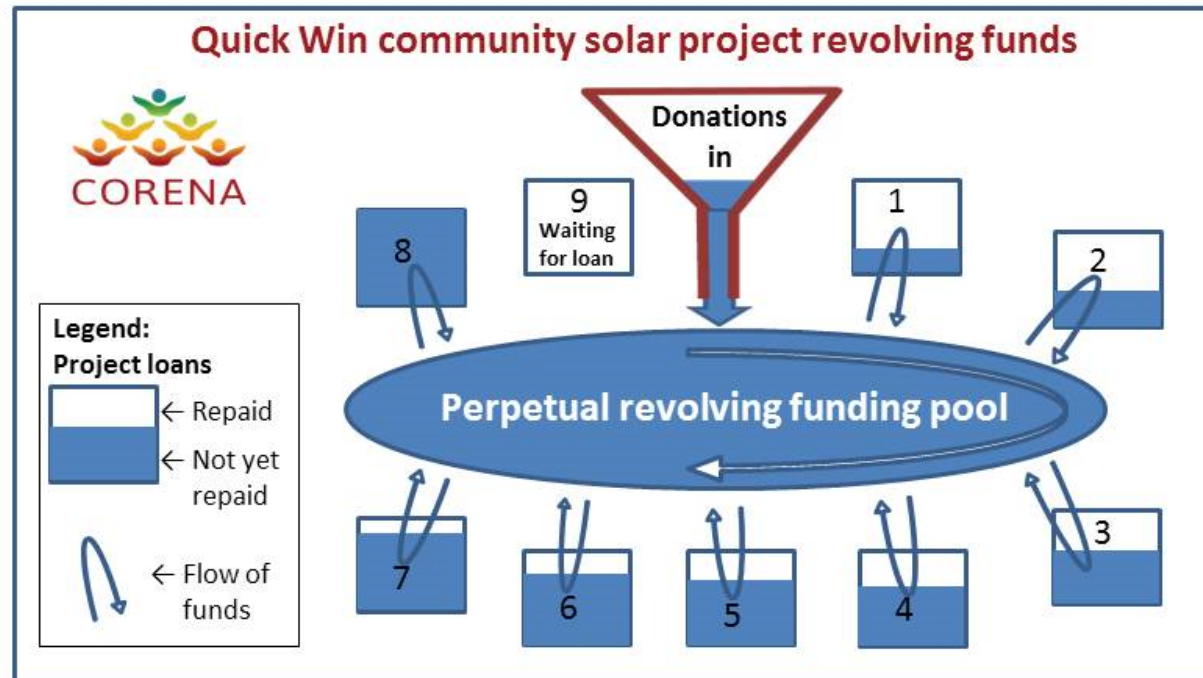 Quick Win community solar project revolving funds
CORENA
Donations
in
9
Waiting
for loan
1
2
8
Legend:
Project loans
← Repaid
← Not yet
repaid
← Flow of
funds
Perpetual revolving funding pool
7
6
5
4
3